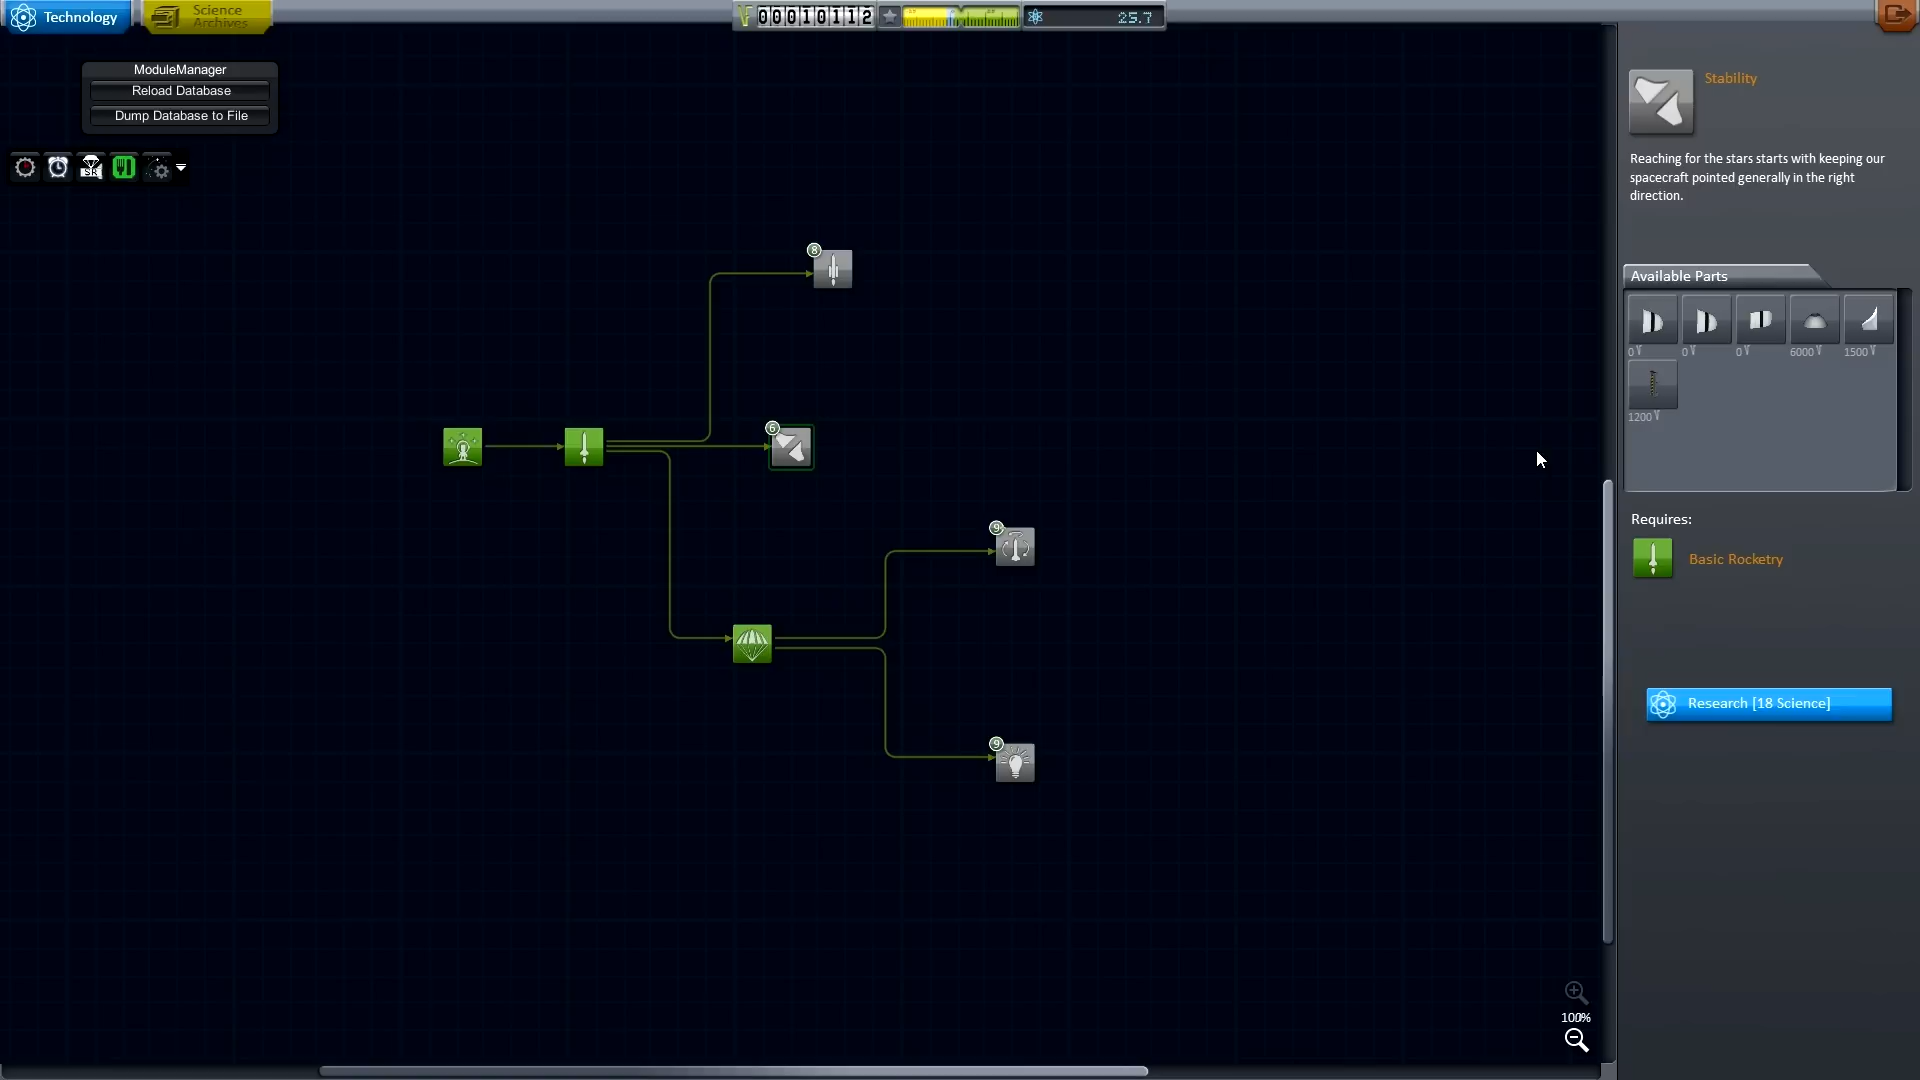 Technology
Science
Archives
00010112
25.7
ModuleManager
Reload Database
Dump Database to File
SR
8
6
9
9
100%
Stability
Reaching for the stars starts with keeping our
spacecraft pointed generally in the right
direction.
Available Parts
0 0 0 6000 1500
1200
Requires:
Basic Rocketry
Research [18 Science]